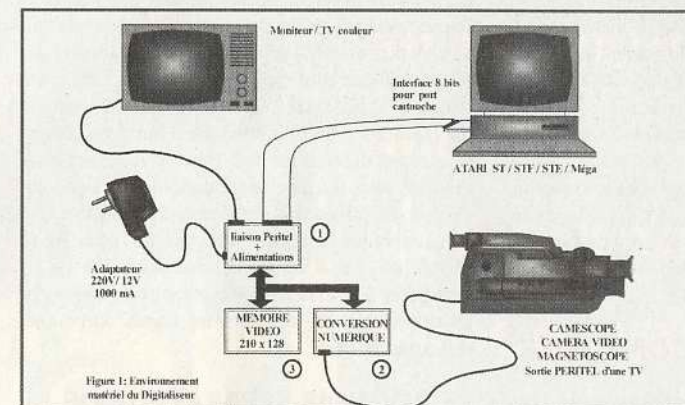 Moniteur / TV couleur
Interface 8 bits
pour port
cartouche
ATARI ST / STF / STE / Méga
Adaptateur
220V/ 12V
1000 mA
liaison Peritel
+
Alimentations
1
MEMOIRE
VIDEO
210 x 128
3
CONVERSION
NUMERIQUE
2
CAMESCOPE
CAMERA VIDEO
MAGNETOSCOPE
Sortie PERITEL d'une TV
Figure 1: Environnement
matériel du Digitaliseur